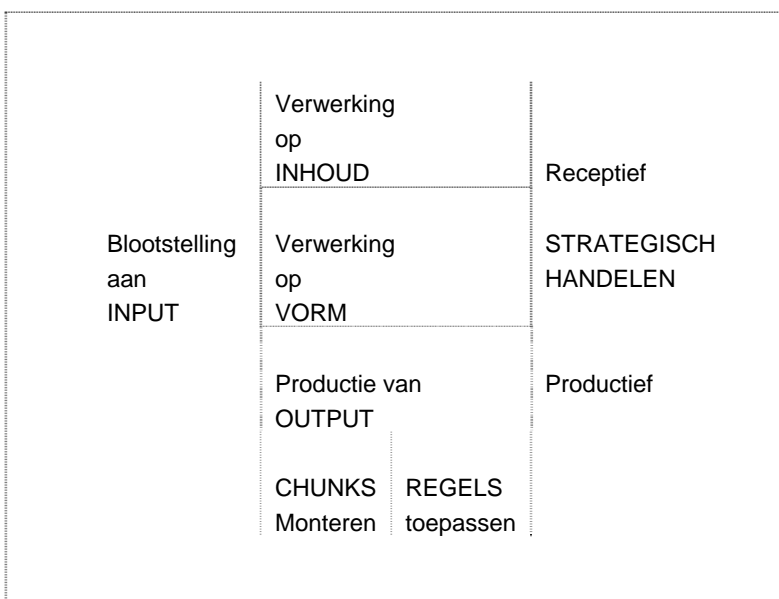 Verwerking
op
INHOUD
Receptief
Blootstelling
aan
INPUT
Verwerking
op
VORM
STRATEGISCH
HANDELEN
Productie van
OUTPUT
Productief
CHUNKS
Monteren
REGELS
toepassen